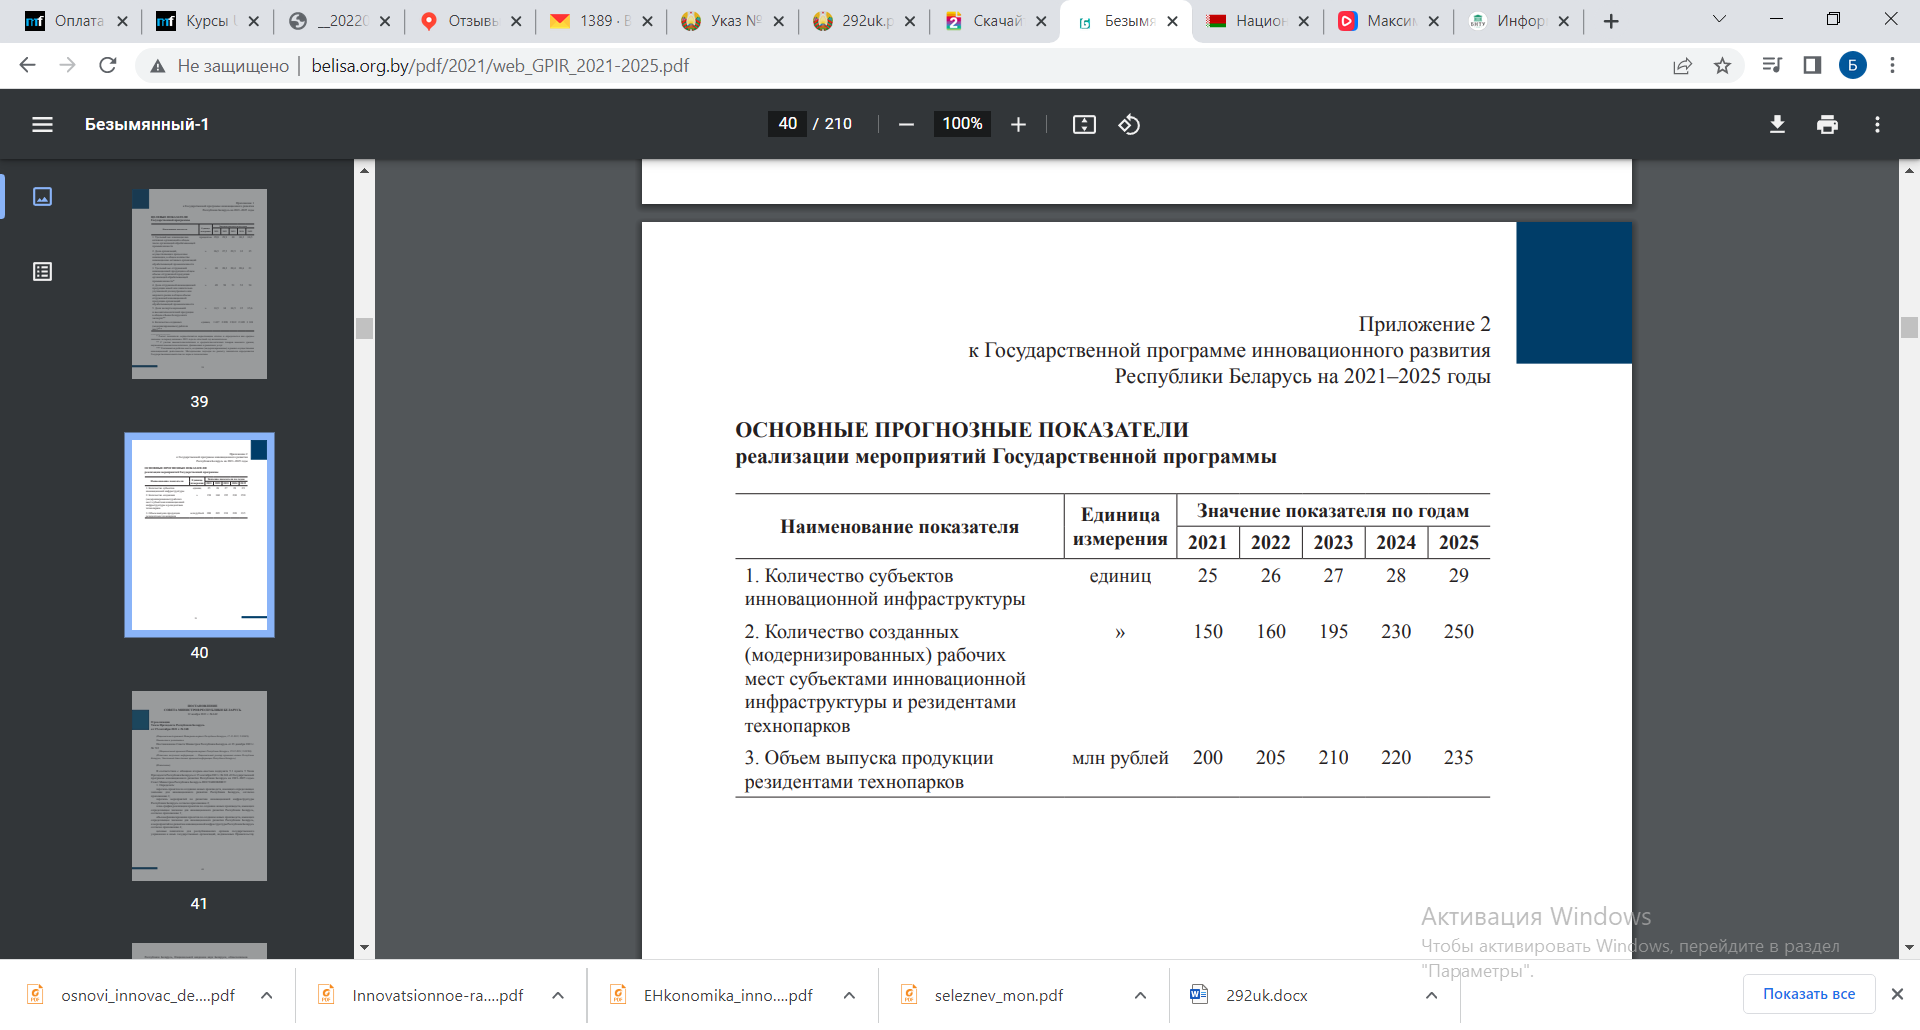 Оплата
Курсы
__2022
Отзывы
1389 · В
Указ №
292uk.p
Скачай
Безымя
Национ
Максим
Инфор
Не защищено | belisa.org.by/pdf/2021/web_GPIR_2021-2025.pdf
Б
Безымянный-1
40 / 210
100%
39
40
41
Приложение 2
к Государственной программе инновационного развития
Республики Беларусь на 2021–2025 годы
ОСНОВНЫЕ ПРОГНОЗНЫЕ ПОКАЗАТЕЛИ
реализации мероприятий Государственной программы
Наименование показателя
Единица
измерения
Значение показателя по годам
2021 2022 2023 2024 2025
1. Количество субъектов единиц 25 26 27 28 29
инновационной инфраструктуры
2. Количество созданных » 150 160 195 230 250
(модернизированных) рабочих
мест субъектами инновационной
инфраструктуры и резидентами
технопарков
3. Объем выпуска продукции млн рублей 200 205 210 220 235
резидентами технопарков
Активация Windows
Чтобы активировать Windows, перейдите в раздел
"Параметры".
osnovi_innovac_de....pdf
Innovatsionnoe-ra....pdf
EHkonomika_inno....pdf
seleznev_mon.pdf
292uk.docx
Показать все